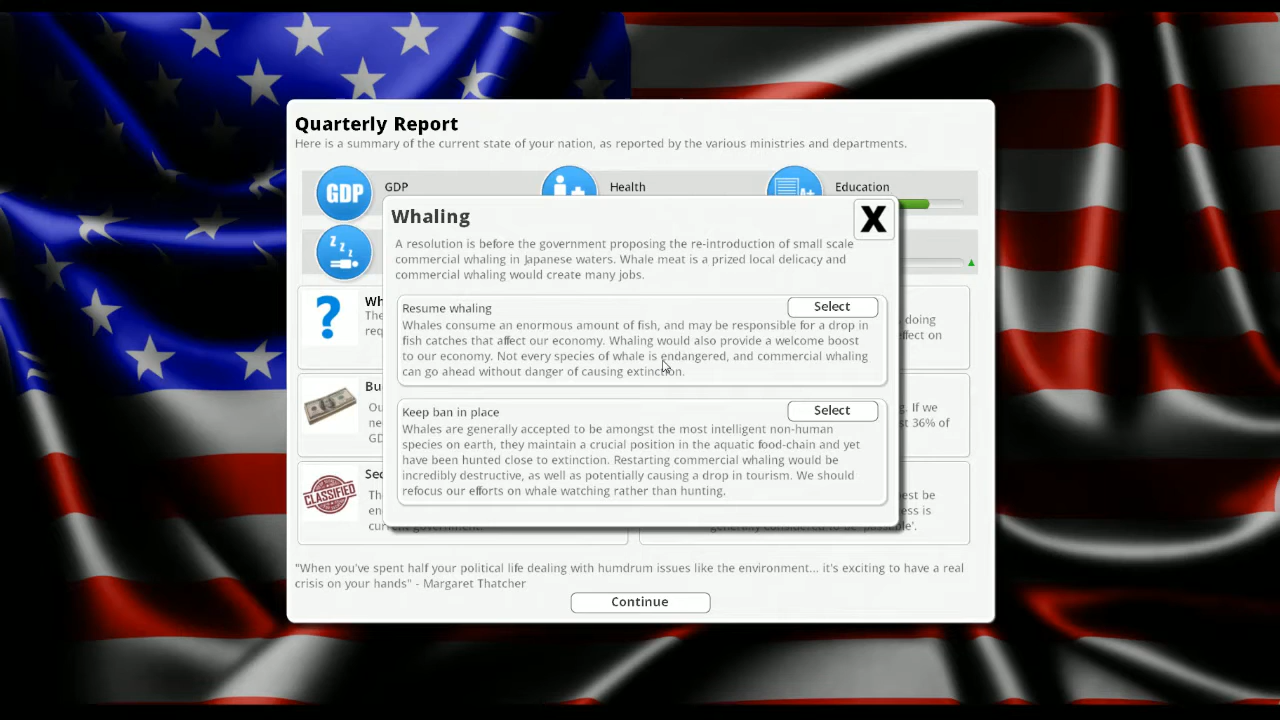 Quarterly Report
Here is a summary of the current state of your nation, as reported by the various ministries and departments.
GDP
GDP
Health
Education
A+
z z z
Whaling
X
A resolution is before the government proposing the re-introduction of small scale
commercial whaling in Japanese waters. Whale meat is a prized local delicacy and
commercial whaling would create many jobs.
Resume whaling
Select
Whales consume an enormous amount of fish, and may be responsible for a drop in
fish catches that affect our economy. Whaling would also provide a welcome boost
to our economy. Not every species of whale is endangered, and commercial whaling
can go ahead without danger of causing extinction.
Keep ban in place
Select
Whales are generally accepted to be amongst the most intelligent non-human
species on earth, they maintain a crucial position in the aquatic food-chain and yet
have been hunted close to extinction. Restarting commercial whaling would be
incredibly destructive, as well as potentially causing a drop in tourism. We should
refocus our efforts on whale watching rather than hunting.
?
doing
on
If we
36% of
CLASSIFIED
be
is
generally considered to be 'possible'.
"When you've spent half your political life dealing with humdrum issues like the environment... it's exciting to have a real
crisis on your hands" - Margaret Thatcher
Continue